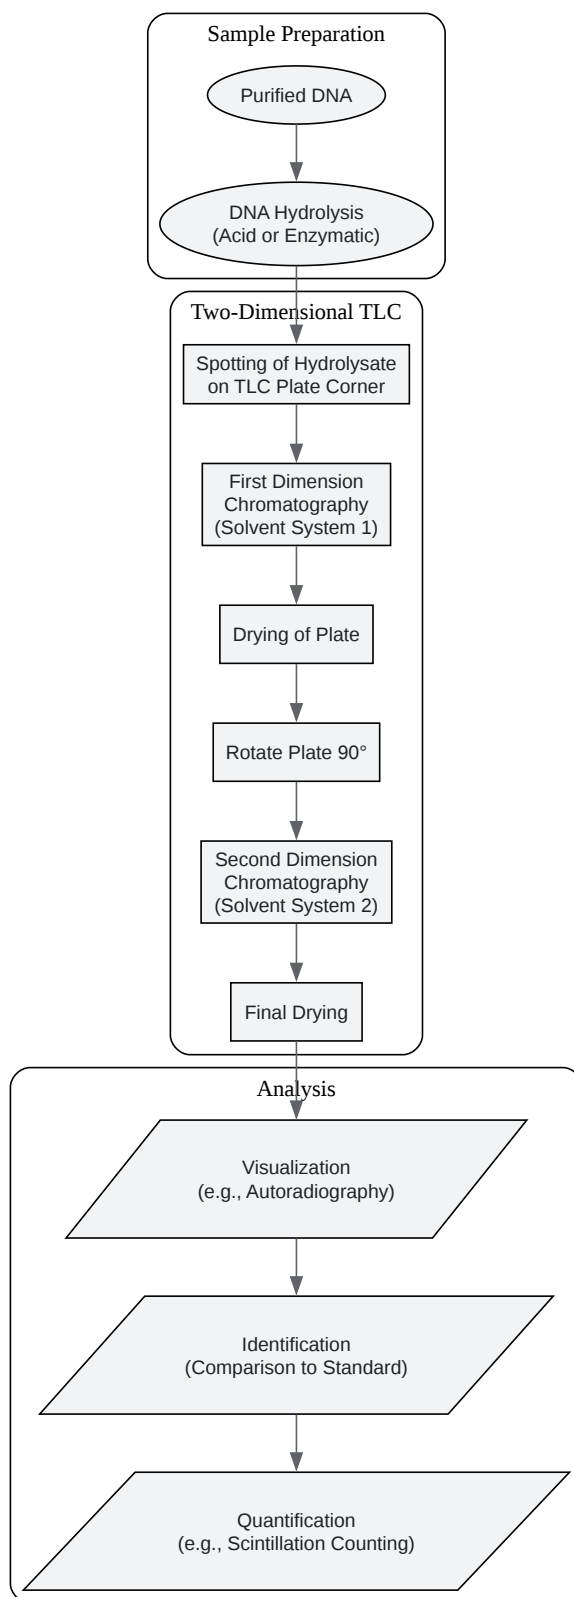 Sample Preparation
Purified DNA
DNA Hydrolysis
(Acid or Enzymatic)
Two-Dimensional TLC
Spotting of Hydrolysate
on TLC Plate Corner
First Dimension
Chromatography
(Solvent System 1)
Drying of Plate
Rotate Plate 90°
Second Dimension
Chromatography
(Solvent System 2)
Final Drying
Analysis
Visualization
(e.g., Autoradiography)
Identification
(Comparison to Standard)
Quantification
(e.g., Scintillation Counting)